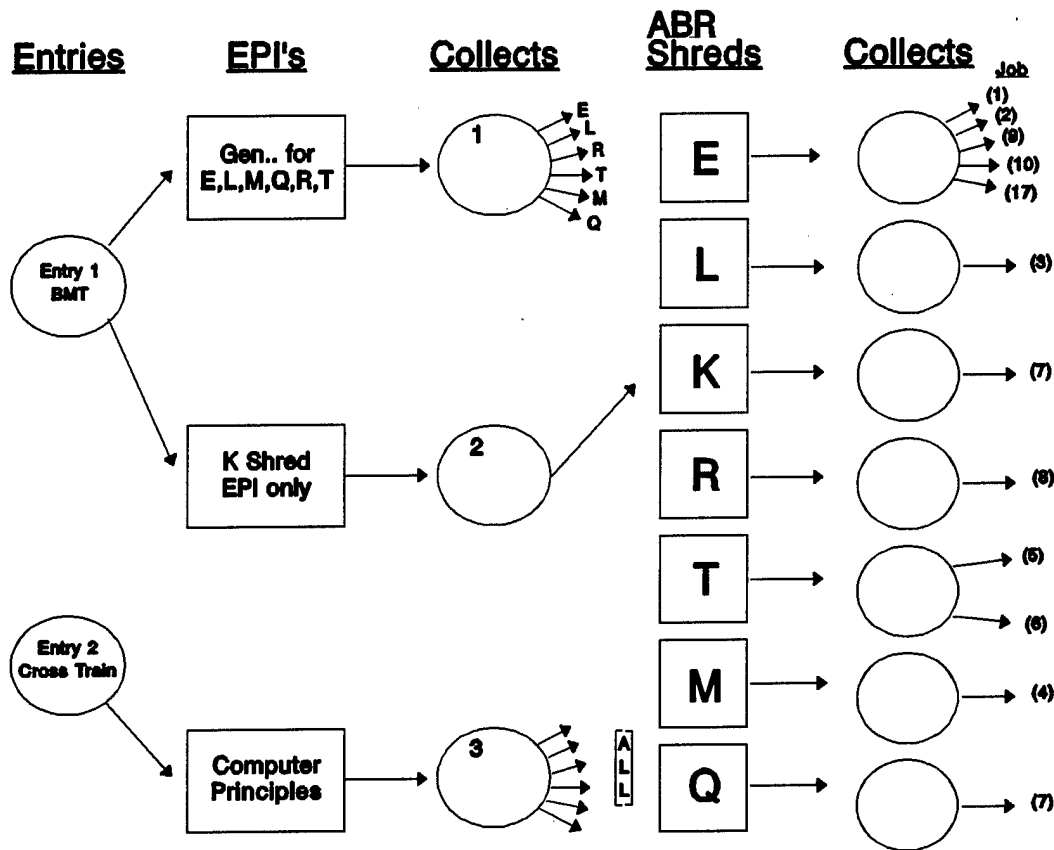 Entries
EPI's
Collects
ABR
Shreds
Collects
Job
Entry 1
BMT
Gen.. for
E,L,M,Q,R,T
1
E
L
R
T
M
Q
K Shred
EPI only
2
Entry 2
Cross Train
Computer
Principles
3
A
L
L
E
(1)
(2)
(9)
(10)
(17)
L
(3)
K
(7)
R
(8)
T
(5)
(6)
M
(4)
Q
(7)